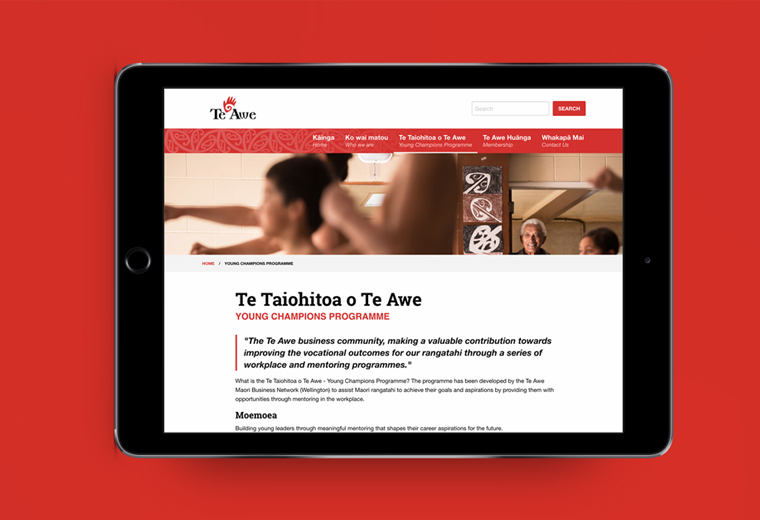 Te Awe
Search
SEARCH
Kāinga
Home
Ko wai matou
Who we are
Te Taiohitoa o Te Awe
Young Champions Programme
Te Awe Huānga
Membership
Whakapā Mai
Contact Us
HOME / YOUNG CHAMPIONS PROGRAMME
Te Taiohitoa o Te Awe
YOUNG CHAMPIONS PROGRAMME
"The Te Awe business community, making a valuable contribution towards
improving the vocational outcomes for our rangatahi through a series of
workplace and mentoring programmes."
What is the Te Taiohitoa o Te Awe - Young Champions Programme? The programme has been developed by the Te Awe
Maori Business Network (Wellington) to assist Maori rangatahi to achieve their goals and aspirations by providing them with
opportunities through mentoring in the workplace.
Moemoea
Building young leaders through meaningful mentoring that shapes their career aspirations for the future.